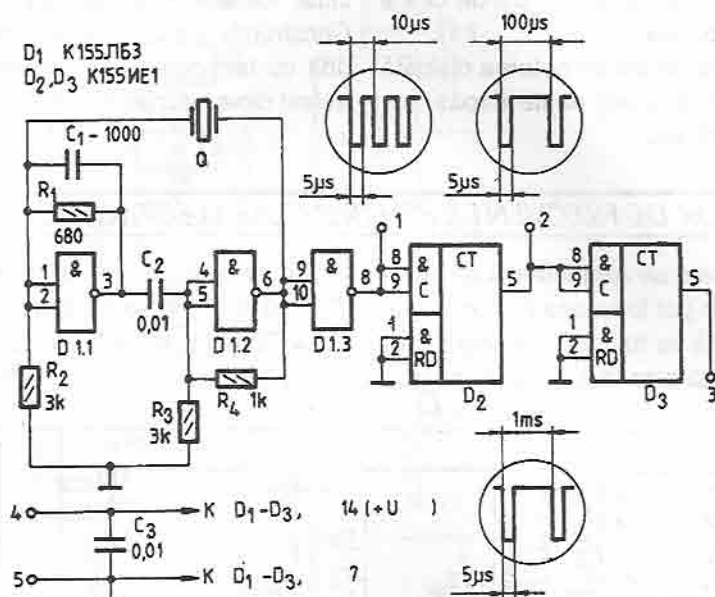 10µs
100µs
D1 К155ЛБ3
D2, D3 К155ИЕ1
C1 - 1000
Q
R1
680
5µs
5µs
1
2
C2
0,01
1
2
&
3
D1.1
4
5
&
6
D1.2
9
10
&
8
D1.3
8
9
&
C
CT
5
1
2
&
RD
D2
8
9
&
C
CT
5
1
2
&
RD
D3
3
R2
3k
R3
3k
R4
1k
1ms
4
К D1-D3, 14 (+U )
C3
0,01
5
К D1-D3, 7
5µs